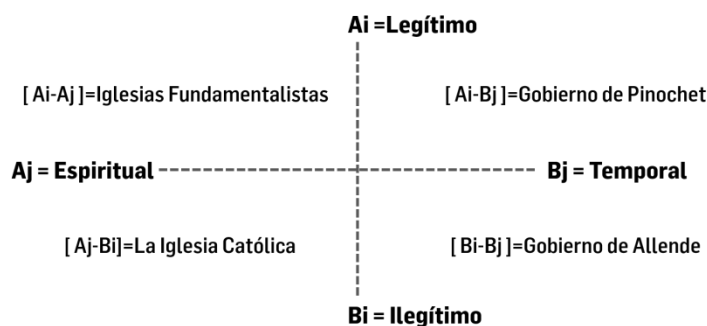 Ai =Legítimo
[ Ai-Aj ]=Iglesias Fundamentalistas
[ Ai-Bj ]=Gobierno de Pinochet
Aj = Espiritual
Bj = Temporal
[ Aj-Bi]=La Iglesia Católica
[ Bi-Bj ]=Gobierno de Allende
Bi = Ilegítimo